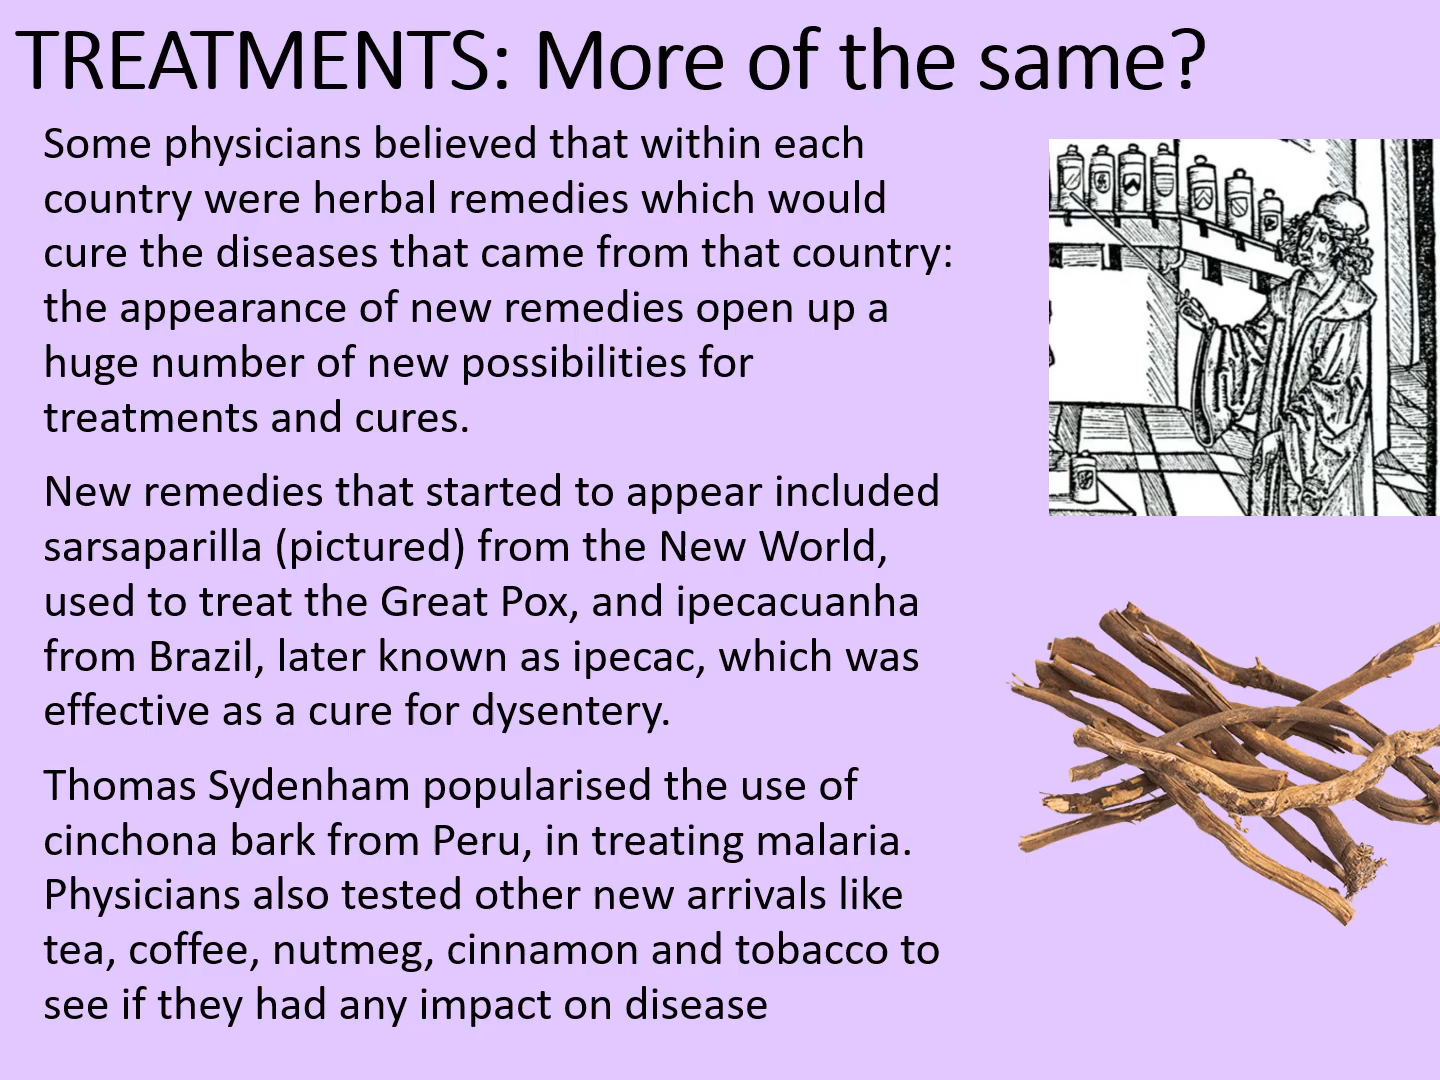 TREATMENTS: More of the same?
Some physicians believed that within each
country were herbal remedies which would
cure the diseases that came from that country:
the appearance of new remedies open up a
huge number of new possibilities for
treatments and cures.
New remedies that started to appear included
sarsaparilla (pictured) from the New World,
used to treat the Great Pox, and ipecacuanha
from Brazil, later known as ipecac, which was
effective as a cure for dysentery.
Thomas Sydenham popularised the use of
cinchona bark from Peru, in treating malaria.
Physicians also tested other new arrivals like
tea, coffee, nutmeg, cinnamon and tobacco to
see if they had any impact on disease